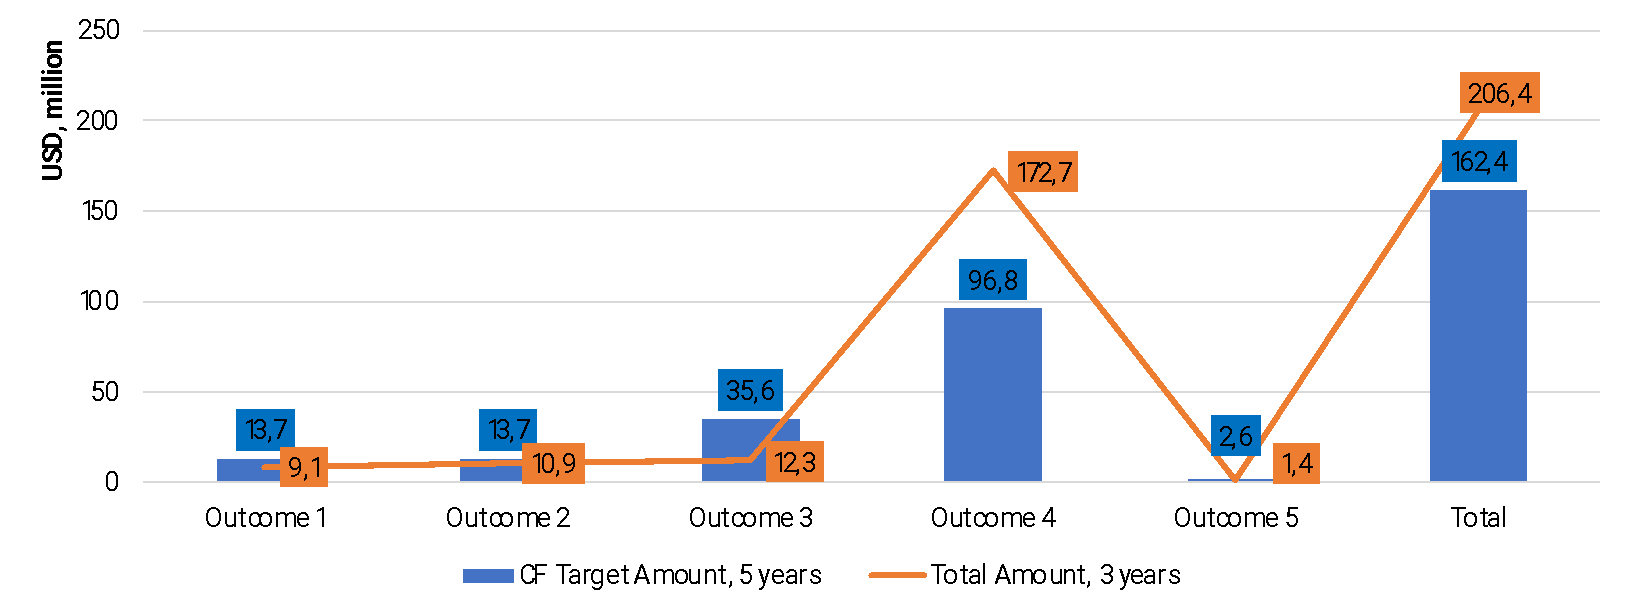 USD, million
250
200
150
100
50
0
13,7
9,1
13,7
10,9
35,6
12,3
96,8
172,7
2,6
1,4
162,4
206,4
Outcome 1
Outcome 2
Outcome 3
Outcome 4
Outcome 5
Total
CF Target Amount, 5 years
Total Amount, 3 years